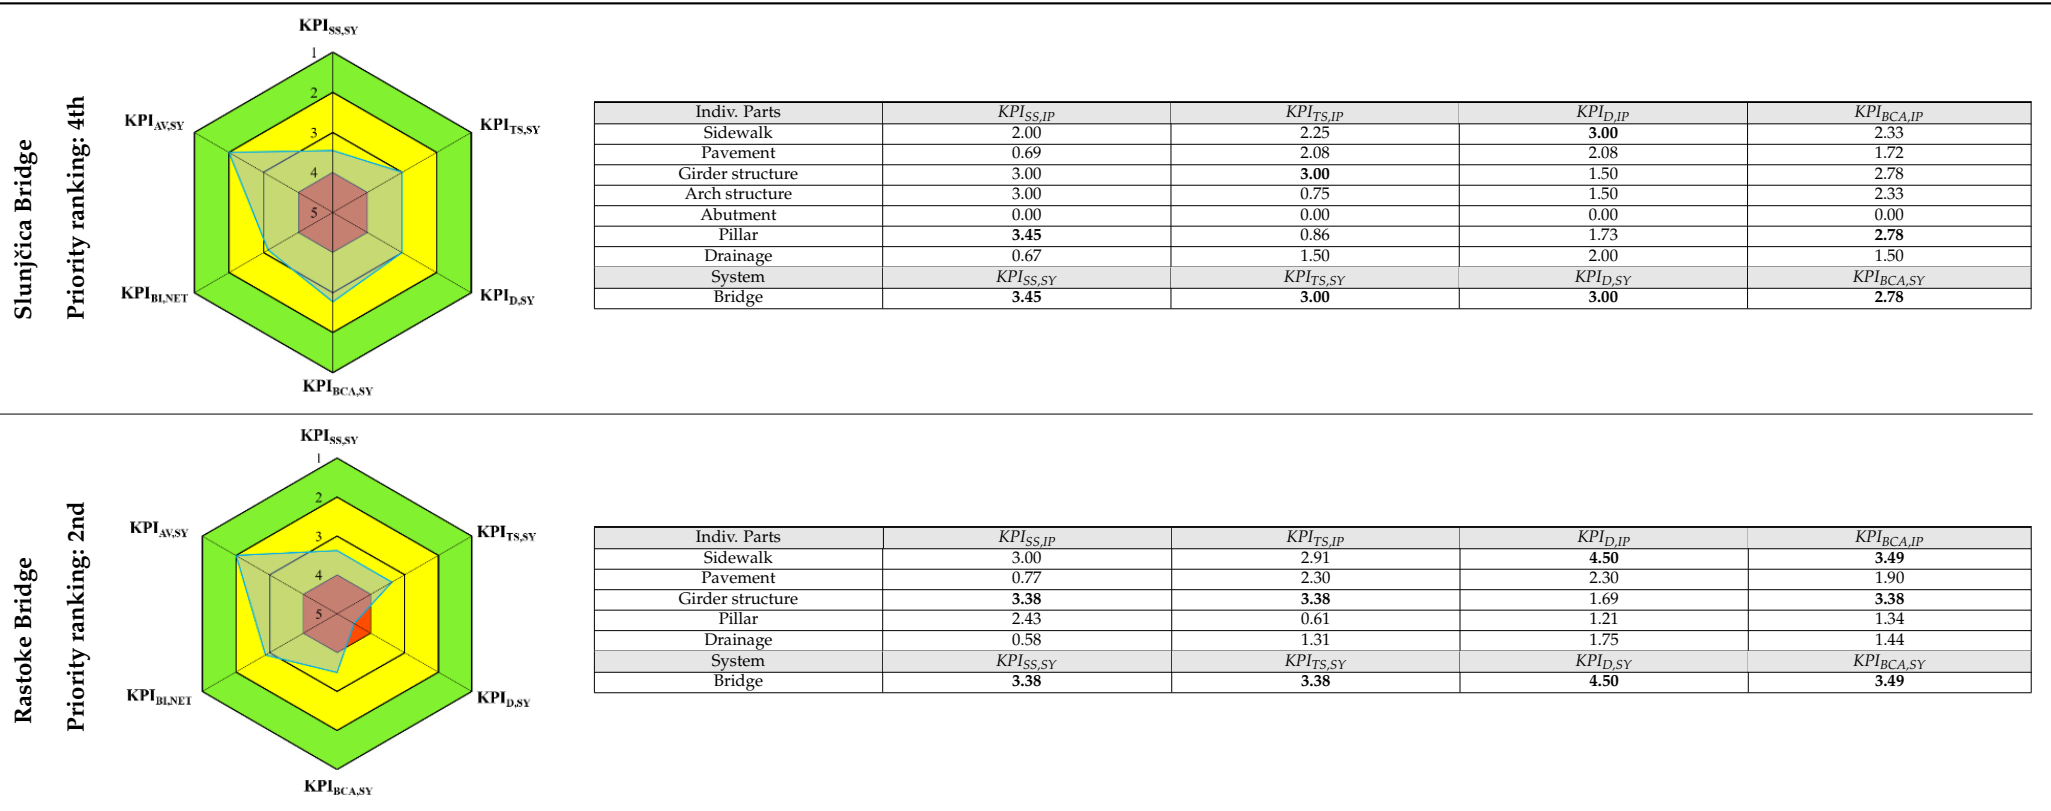 Slunjčica Bridge
Priority ranking: 4th
KPISS,SY
1
2
3
4
5
KPIAV,SY
KPITS,SY
KPIBI,NET
KPID,SY
KPIBCA,SY
Indiv. Parts KPISS,IP KPITS,IP KPID,IP KPIBCA,IP
Sidewalk 2.00 2.25 3.00 2.33
Pavement 0.69 2.08 2.08 1.72
Girder structure 3.00 3.00 1.50 2.78
Arch structure 3.00 0.75 1.50 2.33
Abutment 0.00 0.00 0.00 0.00
Pillar 3.45 0.86 1.73 2.78
Drainage 0.67 1.50 2.00 1.50
System KPISS,SY KPITS,SY KPID,SY KPIBCA,SY
Bridge 3.45 3.00 3.00 2.78
Rastoke Bridge
Priority ranking: 2nd
KPISS,SY
1
2
3
4
5
KPIAV,SY
KPITS,SY
KPIBI,NET
KPID,SY
KPIBCA,SY
Indiv. Parts KPISS,IP KPITS,IP KPID,IP KPIBCA,IP
Sidewalk 3.00 2.91 4.50 3.49
Pavement 0.77 2.30 2.30 1.90
Girder structure 3.38 3.38 1.69 3.38
Pillar 2.43 0.61 1.21 1.34
Drainage 0.58 1.31 1.75 1.44
System KPISS,SY KPITS,SY KPID,SY KPIBCA,SY
Bridge 3.38 3.38 4.50 3.49